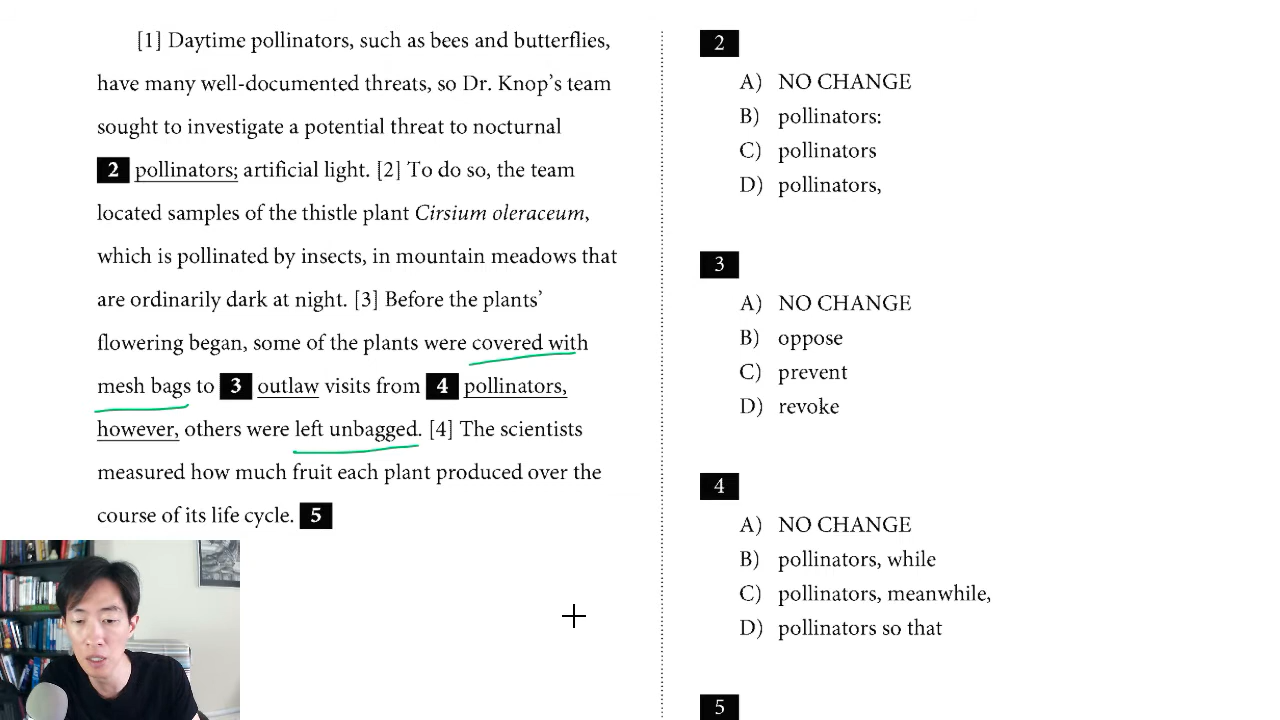 [1] Daytime pollinators, such as bees and butterflies,
have many well-documented threats, so Dr. Knop’s team
sought to investigate a potential threat to nocturnal
2 pollinators; artificial light. [2] To do so, the team
located samples of the thistle plant Cirsium oleraceum,
which is pollinated by insects, in mountain meadows that
are ordinarily dark at night. [3] Before the plants’
flowering began, some of the plants were covered with
mesh bags to 3 outlaw visits from 4 pollinators,
however, others were left unbagged. [4] The scientists
measured how much fruit each plant produced over the
course of its life cycle. 5
2
A) NO CHANGE
B) pollinators:
C) pollinators
D) pollinators,
3
A) NO CHANGE
B) oppose
C) prevent
D) revoke
4
A) NO CHANGE
B) pollinators, while
C) pollinators, meanwhile,
D) pollinators so that
5